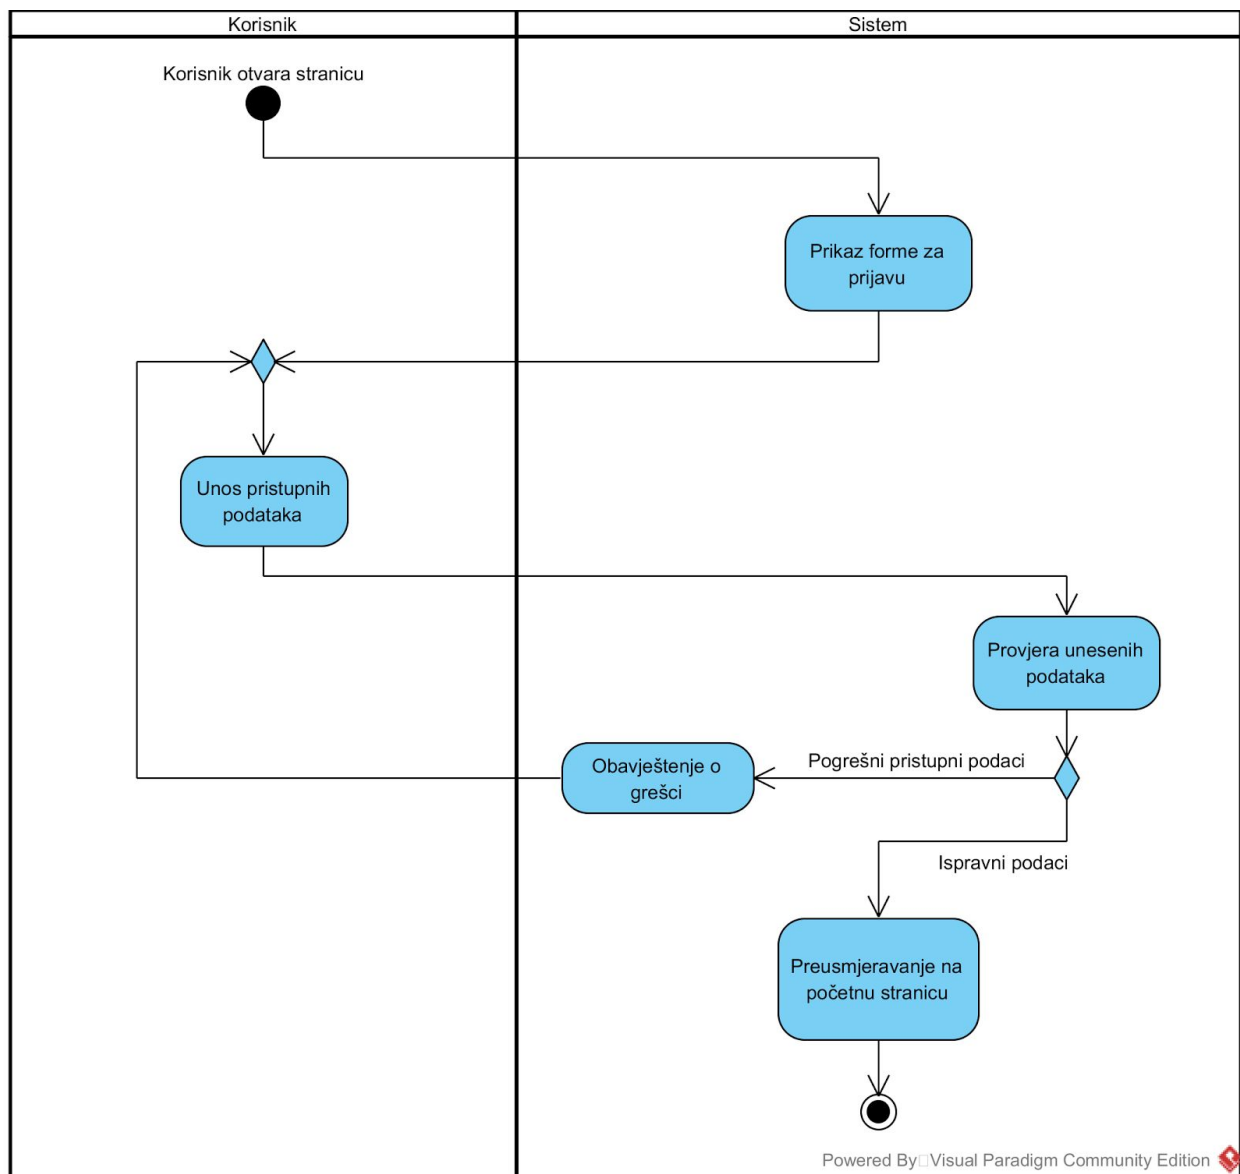 Korisnik
Sistem
Korisnik otvara stranicu
Prikaz forme za
prijavu
Unos pristupnih
podataka
Provjera unesenih
podataka
Pogrešni pristupni podaci
Obavještenje o
grešci
Ispravni podaci
Preusmjeravanje na
početnu stranicu
Powered By□Visual Paradigm Community Edition